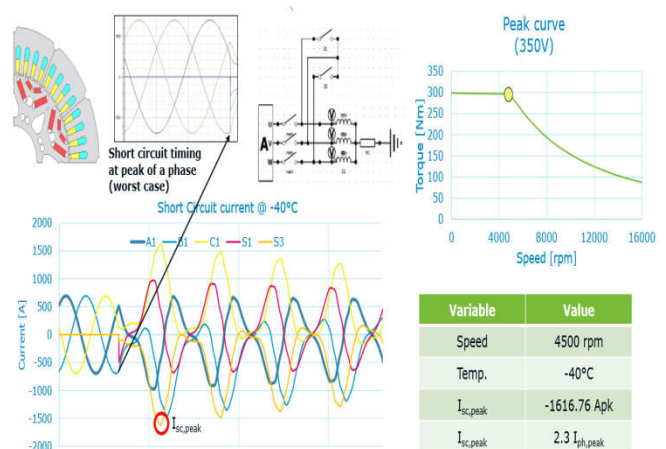 Short circuit timing
at peak of a phase
(worst case)
A
Peak curve
(350V)
Torque [Nm]
350
300
250
200
150
100
50
0
0 4000 8000 12000 16000
Speed [rpm]
Short Circuit current @ -40°C
A1 B1 C1 S1 S3
Current [A]
2000
1500
1000
500
0
-500
-1000
-1500
-2000
Isc,peak
Variable Value
Speed 4500 rpm
Temp. -40°C
Isc,peak -1616.76 Apk
Isc,peak 2.3 Iph,peak